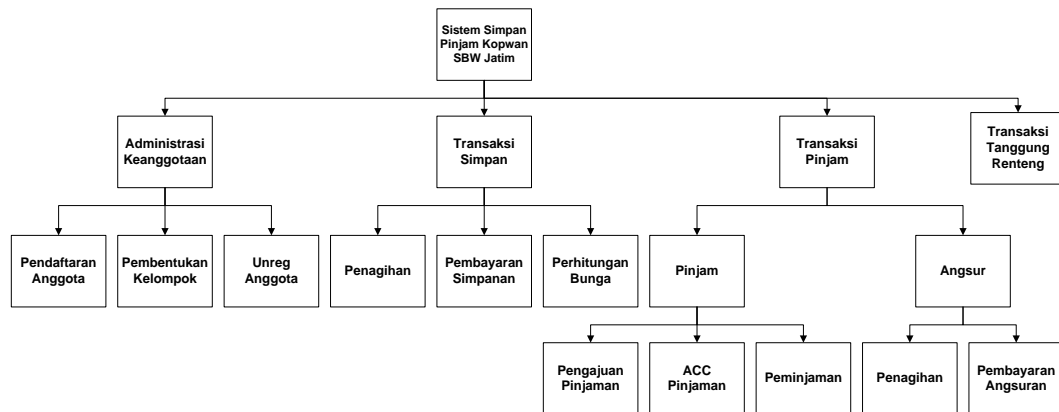 Sistem Simpan
Pinjam Kopwan
SBW Jatim
Administrasi
Keanggotaan
Transaksi
Simpan
Transaksi
Pinjam
Transaksi
Tanggung
Renteng
Pendaftaran
Anggota
Pembentukan
Kelompok
Unreg
Anggota
Penagihan
Pembayaran
Simpanan
Perhitungan
Bunga
Pinjam
Angsur
Pengajuan
Pinjaman
ACC
Pinjaman
Peminjaman
Penagihan
Pembayaran
Angsuran